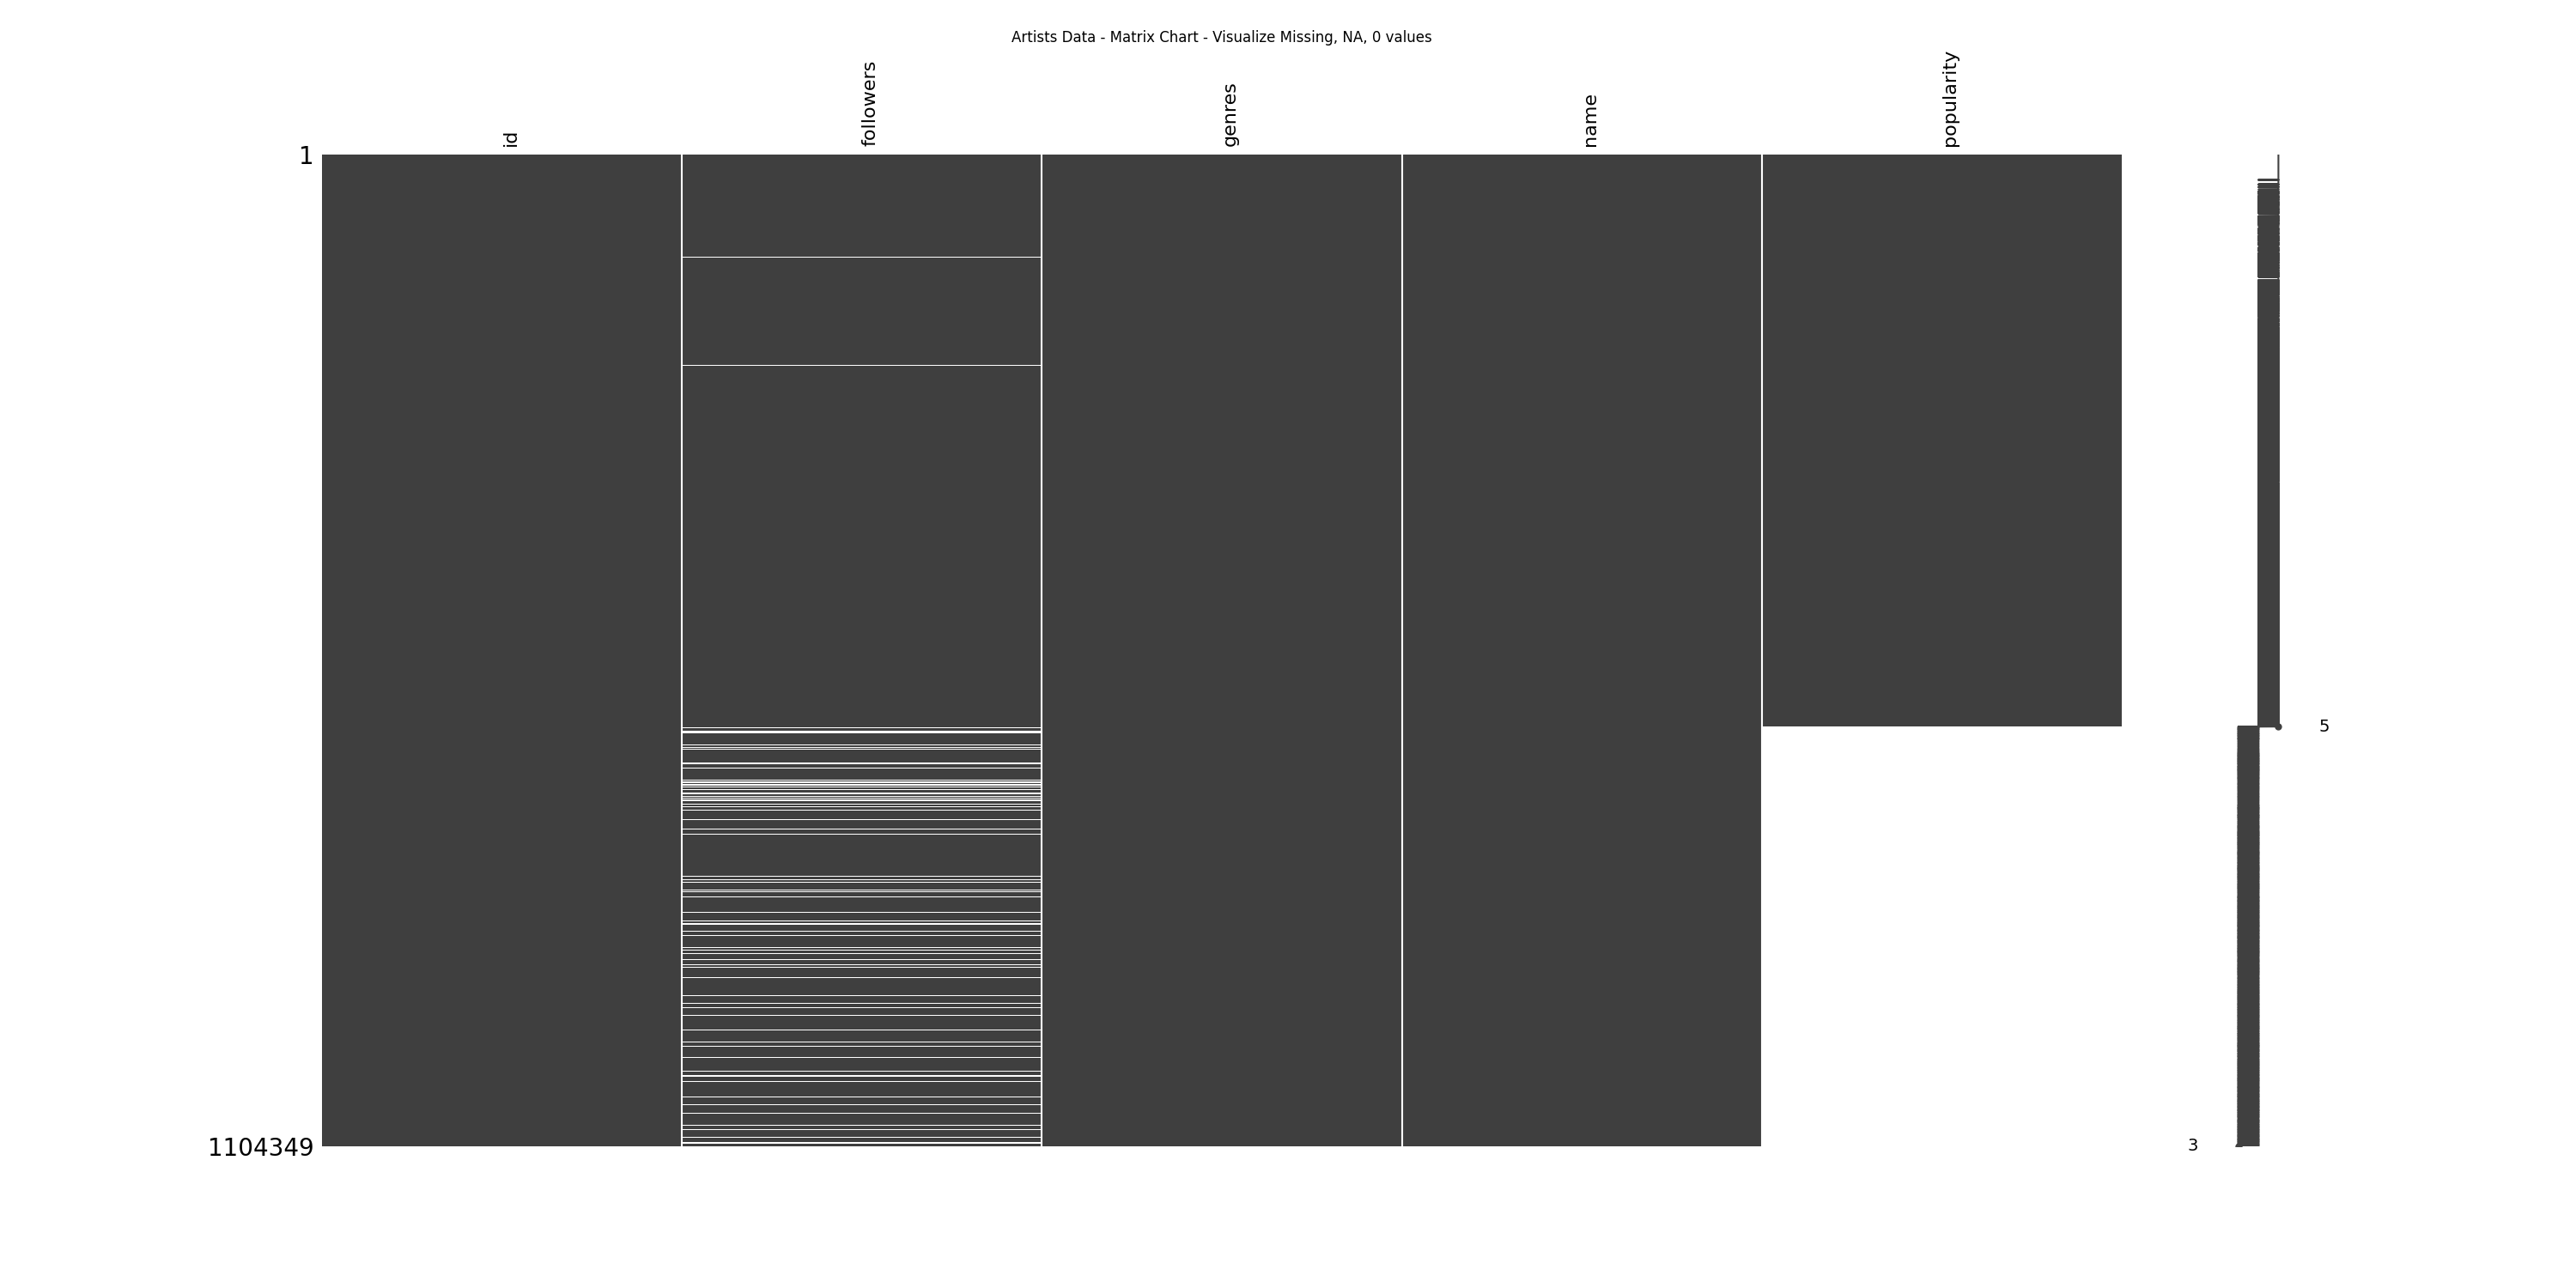 Artists Data - Matrix Chart - Visualize Missing, NA, 0 values
id
followers
genres
name
popularity
1
5
1104349
3